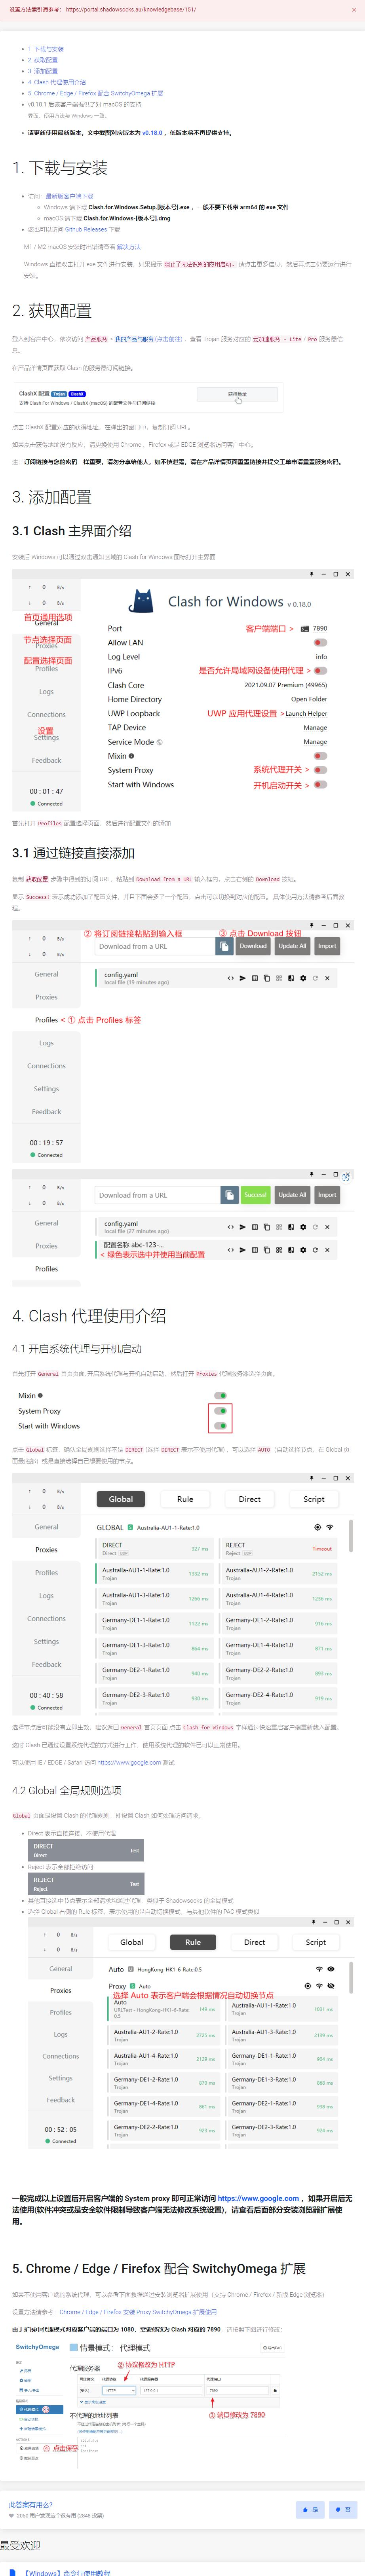 设置方法索引请参考： https://portal.shadowsocks.au/knowledgebase/151/
1. 下载与安装
2. 获取配置
3. 添加配置
4. Clash 代理使用介绍
5. Chrome / Edge / Firefox 配合 SwitchyOmega 扩展
v0.10.1 后该客户端提供了对 macOS 的支持
界面、使用方法与 Windows 一致。
请更新使用最新版本，文中截图对应版本为 v0.18.0 ，低版本将不再提供支持。
1. 下载与安装
访问：最新版客户端下载
Windows 请下载 Clash.for.Windows.Setup.[版本号].exe ，一般不要下载带 arm64 的 exe 文件
macOS 请下载 Clash.for.Windows-[版本号].dmg
您也可以访问 Github Releases 下载
M1 / M2 macOS 安装时出错请查看 解决方法
Windows 直接双击打开 exe 文件进行安装，如果提示 阻止了无法识别的应用启动。 请点击更多信息，然后再点击仍要运行进行
安装。
2. 获取配置
登入到客户中心，依次访问 产品服务 > 我的产品与服务(点击前往) ，查看 Trojan 服务对应的 云加速服务 - Lite / Pro 服务器信
息。
在产品详情页面获取 Clash 的服务器订阅链接。
ClashX 配置 Trojan ClashX
支持 Clash For Windows / ClashX (macOS) 的配置文件与订阅链接
获得地址
点击 ClashX 配置对应的获得地址，在弹出的窗口中，复制订阅 URL。
如果点击获得地址没有反应，请更换使用 Chrome ，Firefox 或是 EDGE 浏览器访问客户中心。
注： 订阅链接与您的密码一样重要，请勿分享给他人，如不慎泄露，请在产品详情页面重置链接并提交工单申请重置服务密码。
3. 添加配置
3.1 Clash 主界面介绍
安装后 Windows 可以通过双击通知区域的 Clash for Windows 图标打开主界面
↑ 0 B/s
↓ 0 B/s
首页通用选项
General
节点选择页面
Proxies
配置选择页面
Profiles
Logs
Connections
设置
Settings
Feedback
00 : 01 : 47
Connected
Clash for Windows v 0.18.0
Port 客户端端口 > 7890
Allow LAN
Log Level info
IPv6 是否允许局域网设备使用代理 >
Clash Core 2021.09.07 Premium (49965)
Home Directory Open Folder
UWP Loopback UWP 应用代理设置 > Launch Helper
TAP Device Manage
Service Mode Manage
Mixin
System Proxy 系统代理开关 >
Start with Windows 开机启动开关 >
首先打开 Profiles 配置选择页面，然后进行配置文件的添加
3.1 通过链接直接添加
复制 获取配置 步骤中得到的订阅 URL，粘贴到 Download from a URL 输入框内，点击右侧的 Download 按钮。
显示 Success! 表示成功添加了配置文件，并且下面会多了一个配置，点击可以切换到对应的配置。 具体使用方法请参考后面教
程。
② 将订阅链接粘贴到输入框
③ 点击 Download 按钮
↑ 0 B/s
↓ 0 B/s
Download from a URL Download Update All Import
General
config.yaml
local file (19 minutes ago)
Proxies
Profiles < ① 点击 Profiles 标签
Logs
Connections
Settings
Feedback
00 : 19 : 57
Connected
↑ 0 B/s
↓ 0 B/s
Download from a URL Success! Update All Import
General
config.yaml
local file (27 minutes ago)
Proxies
配置名称 abc-123-...
< 绿色表示选中并使用当前配置
Profiles
4. Clash 代理使用介绍
4.1 开启系统代理与开机启动
首先打开 General 首页页面, 开启系统代理与开机自动启动，然后打开 Proxies 代理服务器选择页面。
Mixin
System Proxy
Start with Windows
点击 Global 标签，确认全局规则选择不是 DIRECT (选择 DIRECT 表示不使用代理) ，可以选择 AUTO （自动选择节点，在 Global 页
面最底部）或是直接选择自己想要使用的节点。
↑ 0 B/s
↓ 0 B/s
Global Rule Direct Script
General
Proxies
Profiles
Logs
Connections
Settings
Feedback
00 : 40 : 58
Connected
GLOBAL S Australia-AU1-1-Rate:1.0
DIRECT
Direct UDP 327 ms
REJECT
Reject UDP Timeout
Australia-AU1-1-Rate:1.0
Trojan 1332 ms
Australia-AU1-2-Rate:1.0
Trojan 2152 ms
Australia-AU1-3-Rate:1.0
Trojan 1286 ms
Australia-AU1-4-Rate:1.0
Trojan 1236 ms
Germany-DE1-1-Rate:1.0
Trojan 1122 ms
Germany-DE1-2-Rate:1.0
Trojan 916 ms
Germany-DE1-3-Rate:1.0
Trojan 864 ms
Germany-DE1-4-Rate:1.0
Trojan 871 ms
Germany-DE2-1-Rate:1.0
Trojan 940 ms
Germany-DE2-2-Rate:1.0
Trojan 893 ms
Germany-DE2-3-Rate:1.0
Trojan 930 ms
Germany-DE2-4-Rate:1.0
Trojan 919 ms
选择节点后可能没有立即生效，建议返回 General 首页页面 点击 Clash for Windows 字样通过快速重启客户端重新载入配置。
这时 Clash 已通过设置系统代理的方式进行工作，使用系统代理的软件已可以正常使用。
可以使用 IE / EDGE / Safari 访问 https://www.google.com 测试
4.2 Global 全局规则选项
Global 页面是设置 Clash 的代理规则，即设置 Clash 如何处理访问请求。
Direct 表示直接连接，不使用代理
DIRECT
Direct Test
Reject 表示全部拒绝访问
REJECT
Reject Test
其他直接选中节点表示全部请求均通过代理，类似于 Shadowsocks 的全局模式
选择 Global 右侧的 Rule 标签，表示使用的是自动切换模式，与其他软件的 PAC 模式类似
↑ 0 B/s
↓ 0 B/s
Global Rule Direct Script
General
Proxies
Profiles
Logs
Connections
Settings
Feedback
00 : 52 : 05
Connected
Auto U HongKong-HK1-6-Rate:0.5
Proxy S Auto
选择 Auto 表示客户端会根据情况自动切换节点
Auto
URLTest - HongKong-HK1-6-Rate:
0.5 149 ms
Australia-AU1-1-Rate:1.0
Trojan 1031 ms
Australia-AU1-2-Rate:1.0
Trojan 2725 ms
Australia-AU1-3-Rate:1.0
Trojan 2139 ms
Australia-AU1-4-Rate:1.0
Trojan 2129 ms
Germany-DE1-1-Rate:1.0
Trojan 904 ms
Germany-DE1-2-Rate:1.0
Trojan 870 ms
Germany-DE1-3-Rate:1.0
Trojan 868 ms
Germany-DE1-4-Rate:1.0
Trojan 861 ms
Germany-DE2-1-Rate:1.0
Trojan 938 ms
Germany-DE2-2-Rate:1.0
Trojan 923 ms
Germany-DE2-3-Rate:1.0
Trojan 924 ms
一般完成以上设置后开启客户端的 System proxy 即可正常访问 https://www.google.com ，如果开启后无
法使用(软件冲突或是安全软件限制导致客户端无法修改系统设置)，请查看后面部分安装浏览器扩展使
用。
5. Chrome / Edge / Firefox 配合 SwitchyOmega 扩展
如果不使用客户端的系统代理，可以参考下面教程通过安装浏览器扩展使用（支持 Chrome / Firefox / 新版 Edge 浏览器）
设置方法请参考：Chrome / Edge / Firefox 安装 Proxy SwitchyOmega 扩展使用
由于扩展中代理模式对应客户端的端口为 1080，需要修改为 Clash 对应的 7890，请按照下图进行修改:
SwitchyOmega
情景模式： 代理模式
代理服务器
② 协议修改为 HTTP
HTTP 127.0.0.1 7890
③ 端口修改为 7890
不代理的地址列表
127.0.0.1
::1
localhost
④ 点击保存
此答案有用么?
是 否
最受欢迎
【Windows】命令行使用教程